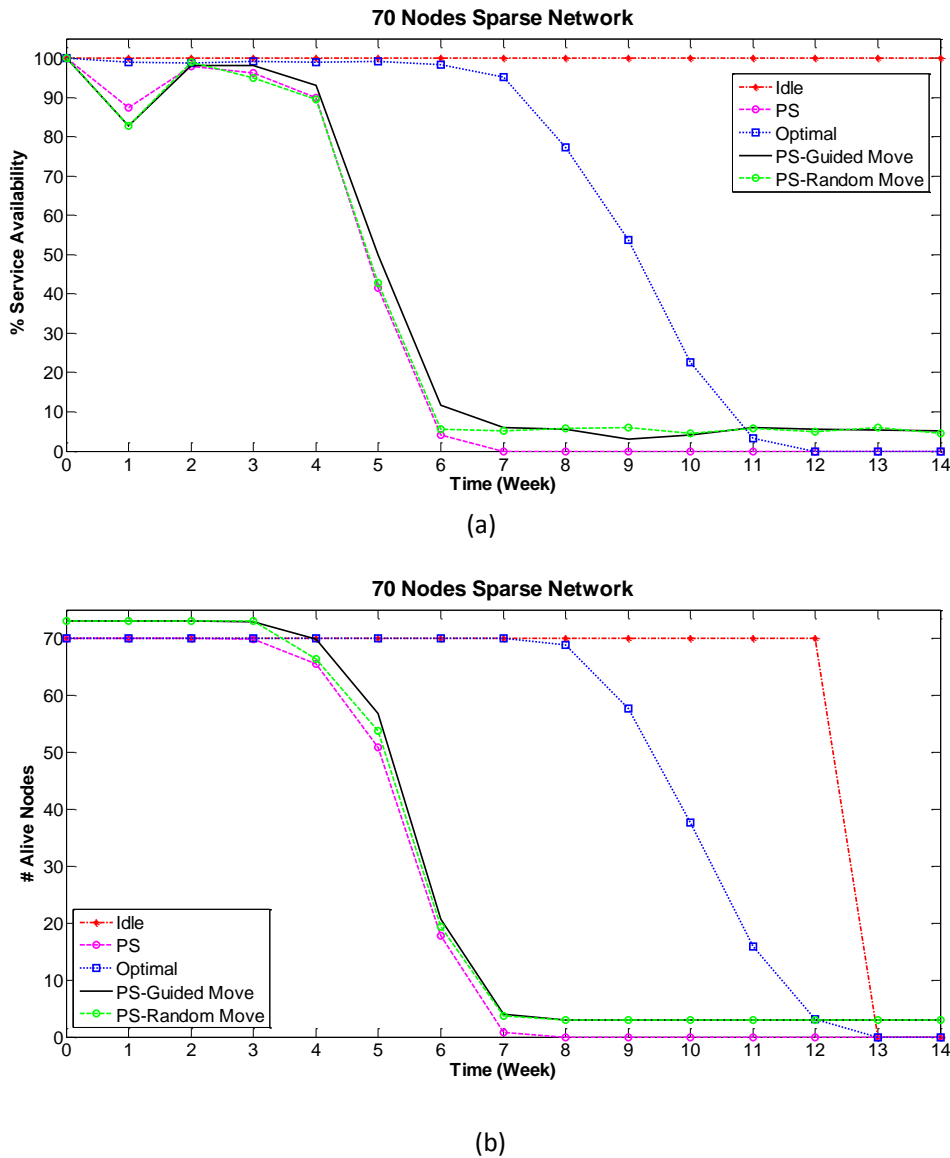 70 Nodes Sparse Network
% Service Availability
100
90
80
70
60
50
40
30
20
10
0
Idle
PS
Optimal
PS-Guided Move
PS-Random Move
0 1 2 3 4 5 6 7 8 9 10 11 12 13 14
Time (Week)
(a)
70 Nodes Sparse Network
# Alive Nodes
70
60
50
40
30
20
10
0
Idle
PS
Optimal
PS-Guided Move
PS-Random Move
0 1 2 3 4 5 6 7 8 9 10 11 12 13 14
Time (Week)
(b)